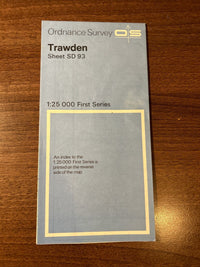 Ordnance Survey OS
Trawden
Sheet SD 93
1:25 000 First Series
An index to the
1:25 000 First Series is
printed at the reverse
side of the map